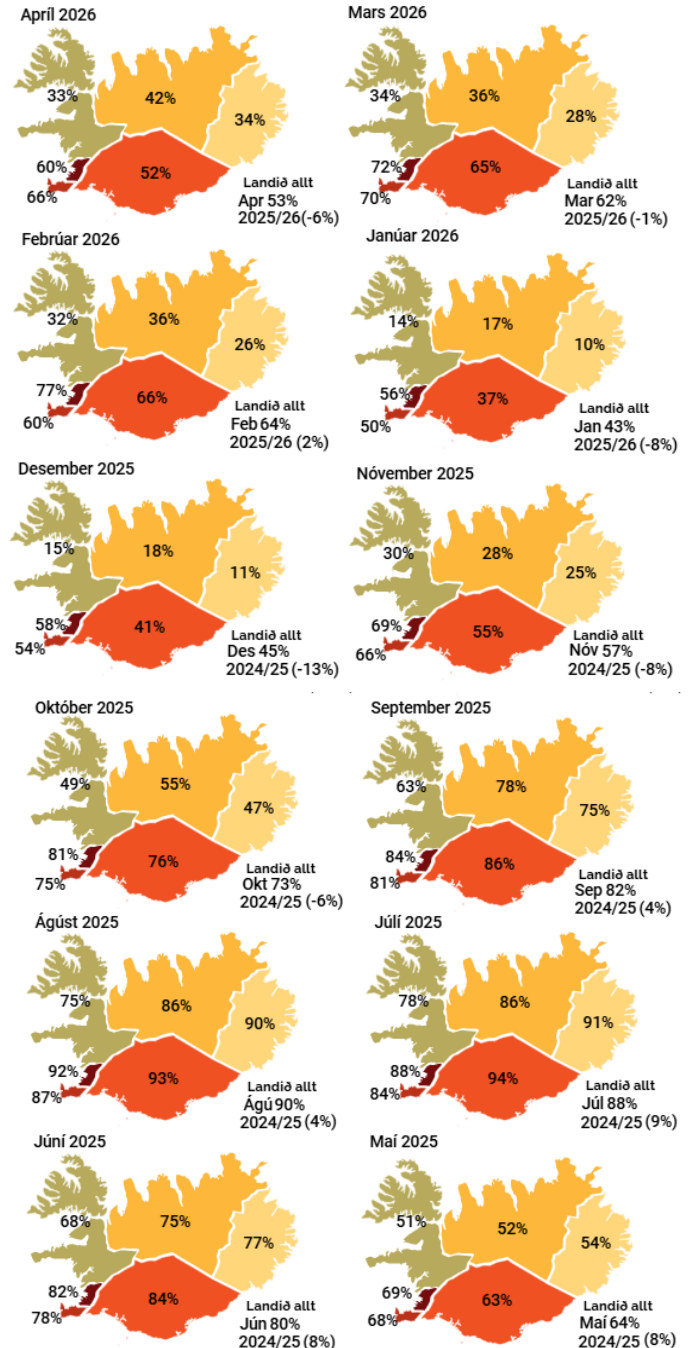 Apríl 2026
33%
42%
34%
60%
52%
66%
Landið allt
Apr 53%
2025/26(-6%)
Mars 2026
34%
36%
28%
72%
65%
70%
Landið allt
Mar 62%
2025/26 (-1%)
Febrúar 2026
32%
36%
26%
77%
66%
60%
Landið allt
Feb 64%
2025/26 (2%)
Janúar 2026
14%
17%
10%
56%
37%
50%
Landið allt
Jan 43%
2025/26 (-8%)
Desember 2025
15%
18%
11%
58%
41%
54%
Landið allt
Des 45%
2024/25 (-13%)
Nóvember 2025
30%
28%
25%
69%
55%
66%
Landið allt
Nóv 57%
2024/25 (-8%)
Október 2025
49%
55%
47%
81%
76%
75%
Landið allt
Okt 73%
2024/25 (-6%)
September 2025
63%
78%
75%
84%
86%
81%
Landið allt
Sep 82%
2024/25 (4%)
Ágúst 2025
75%
86%
90%
92%
93%
87%
Landið allt
Ágú 90%
2024/25 (4%)
Júlí 2025
78%
86%
91%
88%
94%
84%
Landið allt
Júl 88%
2024/25 (9%)
Júní 2025
68%
75%
77%
82%
84%
78%
Landið allt
Jún 80%
2024/25 (8%)
Maí 2025
51%
52%
54%
69%
63%
68%
Landið allt
Maí 64%
2024/25 (8%)